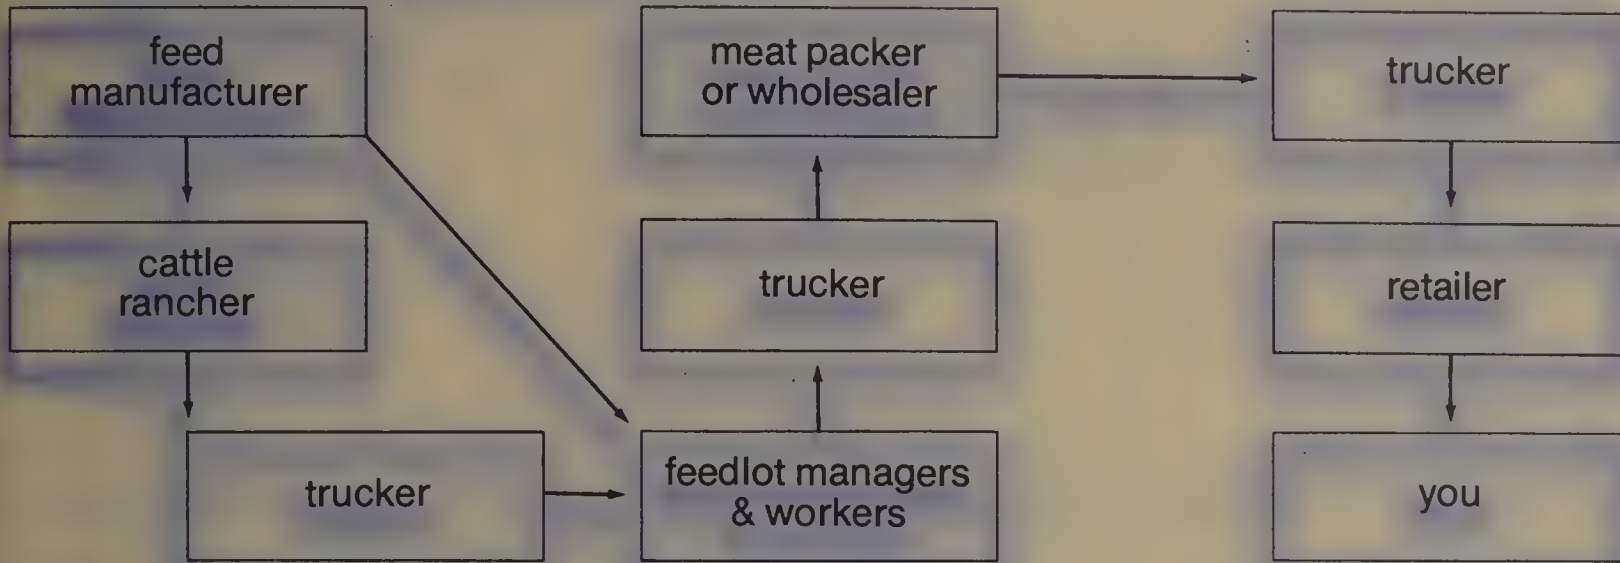 feed
manufacturer
cattle
rancher
trucker
feedlot managers
& workers
trucker
meat packer
or wholesaler
trucker
retailer
you